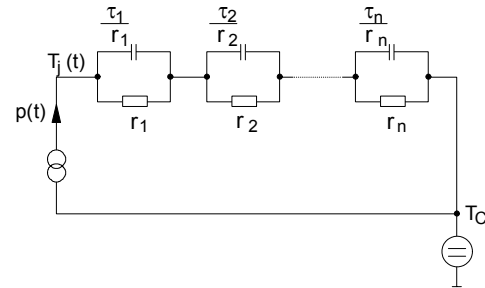 τ1 τ2 τn
r1 r2 rn
Tj (t)
r1 r2 rn
p(t)
TC